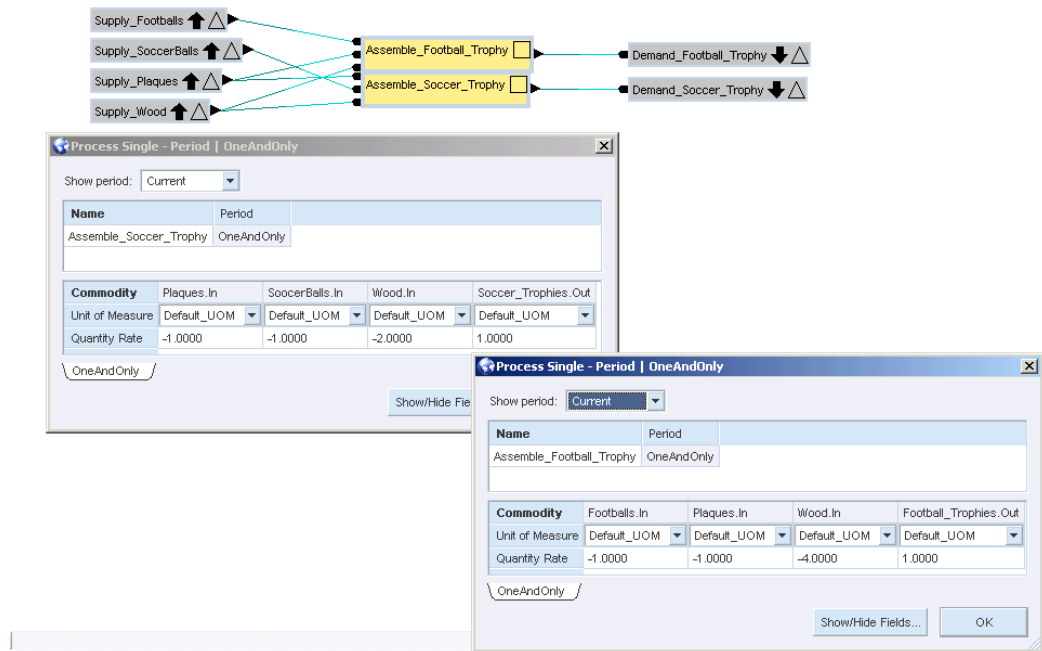 Supply_Footballs
Supply_SoccerBalls
Supply_Plaques
Supply_Wood
Assemble_Football_Trophy
Assemble_Soccer_Trophy
Demand_Football_Trophy
Demand_Soccer_Trophy
Process Single - Period | OneAndOnly
Show period: Current
Name Period
Assemble_Soccer_Trophy OneAndOnly
Commodity Plaques.In SoocerBalls.In Wood.In Soccer_Trophies.Out
Unit of Measure Default_UOM Default_UOM Default_UOM Default_UOM
Quantity Rate -1.0000 -1.0000 -2.0000 1.0000
OneAndOnly
Show/Hide Fie
Process Single - Period | OneAndOnly
Show period: Current
Name Period
Assemble_Football_Trophy OneAndOnly
Commodity Footballs.In Plaques.In Wood.In Football_Trophies.Out
Unit of Measure Default_UOM Default_UOM Default_UOM Default_UOM
Quantity Rate -1.0000 -1.0000 -4.0000 1.0000
OneAndOnly
Show/Hide Fields... OK